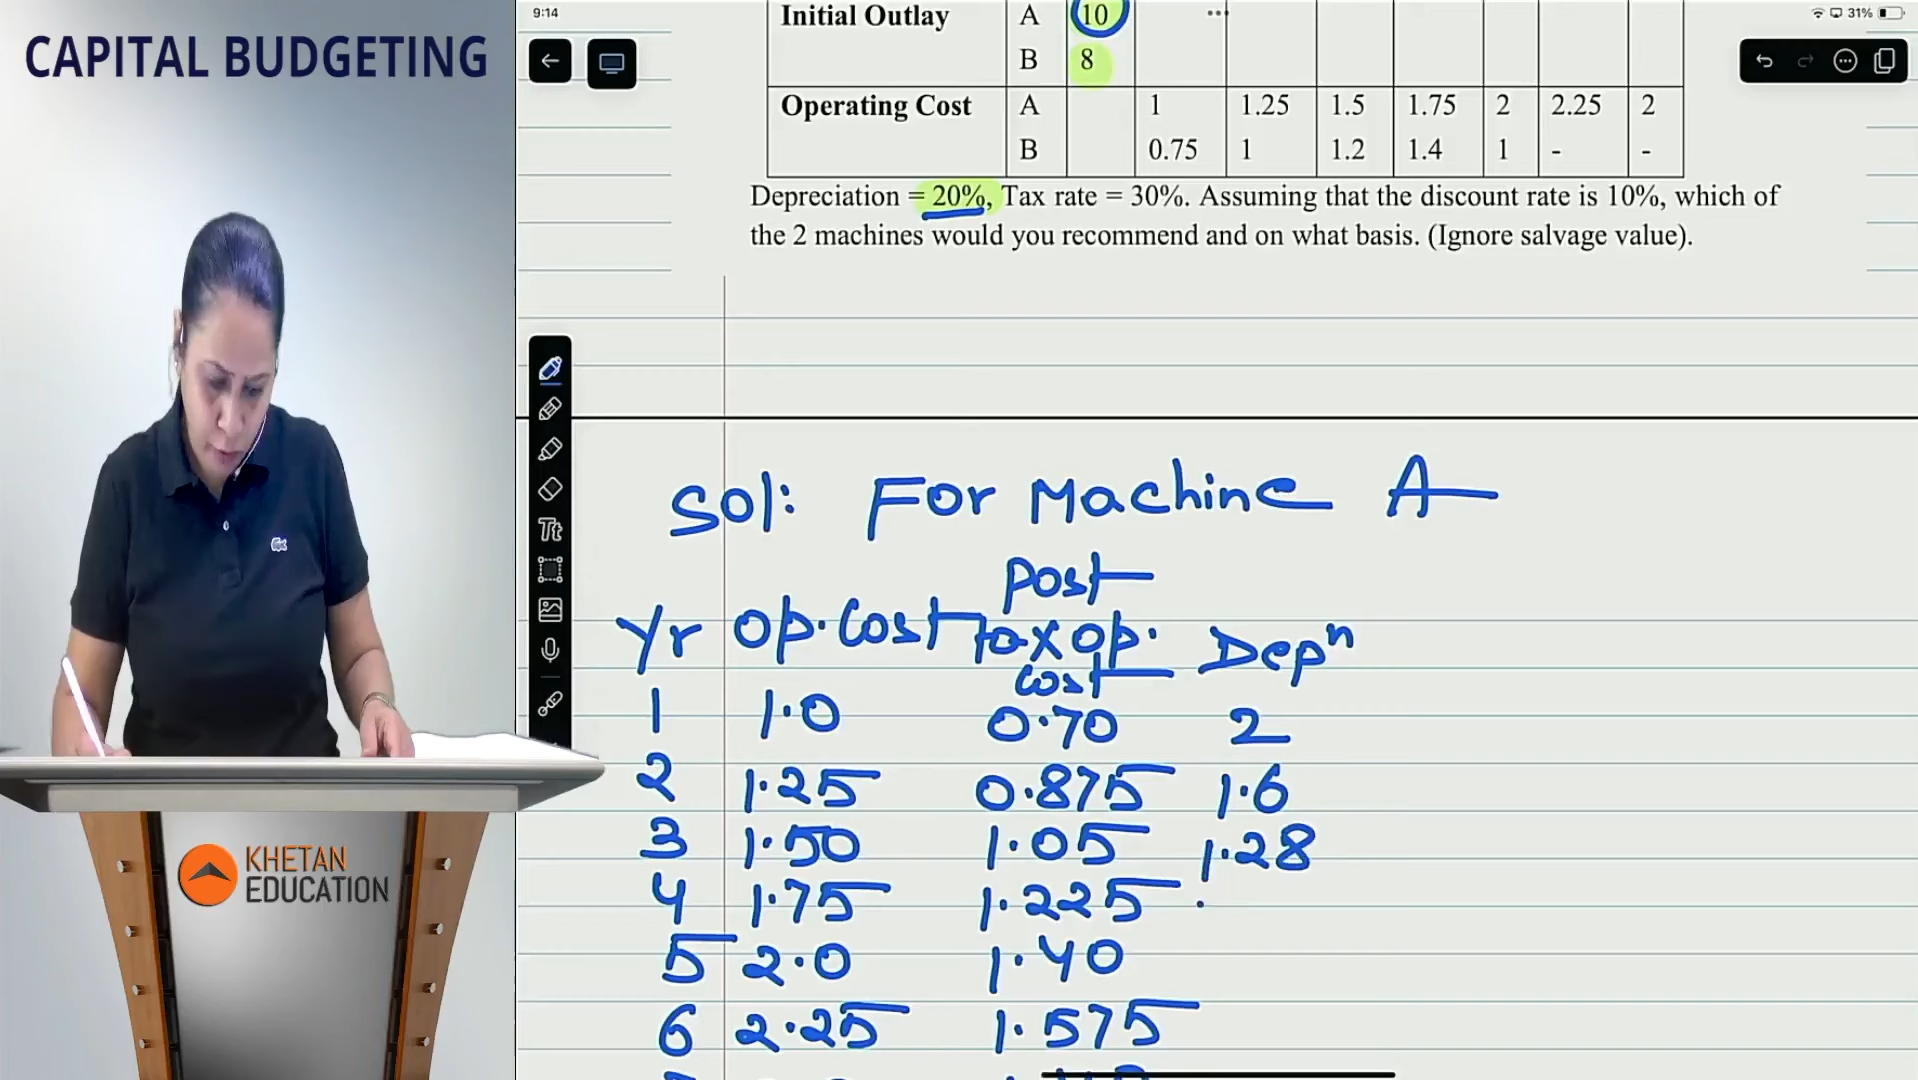 9:14
31%
CAPITAL BUDGETING
Initial Outlay A 10
B 8
Operating Cost A 1 1.25 1.5 1.75 2 2.25 2
B 0.75 1 1.2 1.4 1 - -
Depreciation = 20%, Tax rate = 30%. Assuming that the discount rate is 10%, which of
the 2 machines would you recommend and on what basis. (Ignore salvage value).
Tt
Sol: For Machine A
Yr Op.Cost Post Tax Op. Cost Depn
1 1.0 0.70 2
2 1.25 0.875 1.6
3 1.50 1.05 1.28
4 1.75 1.225 .
5 2.0 1.40
6 2.25 1.575
KHETAN
EDUCATION